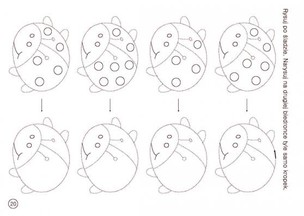 Rysuj po śladzie. Narysuj na drugiej biedronce tyle samo kropek.
20